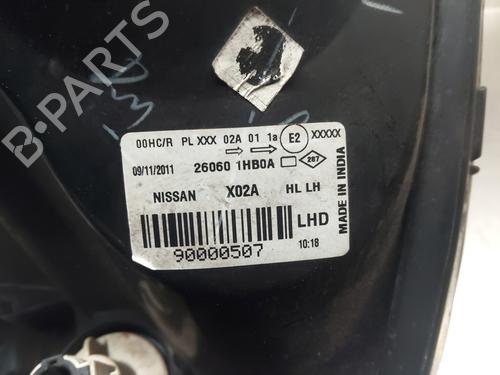 B-PARTS
00HC/R PL XXX 02A 01 1a E2 XXXXX
09/11/2011 26060 1HB0A 287
NISSAN X02A HL LH
LHD
90000507
10:18
MADE IN INDIA